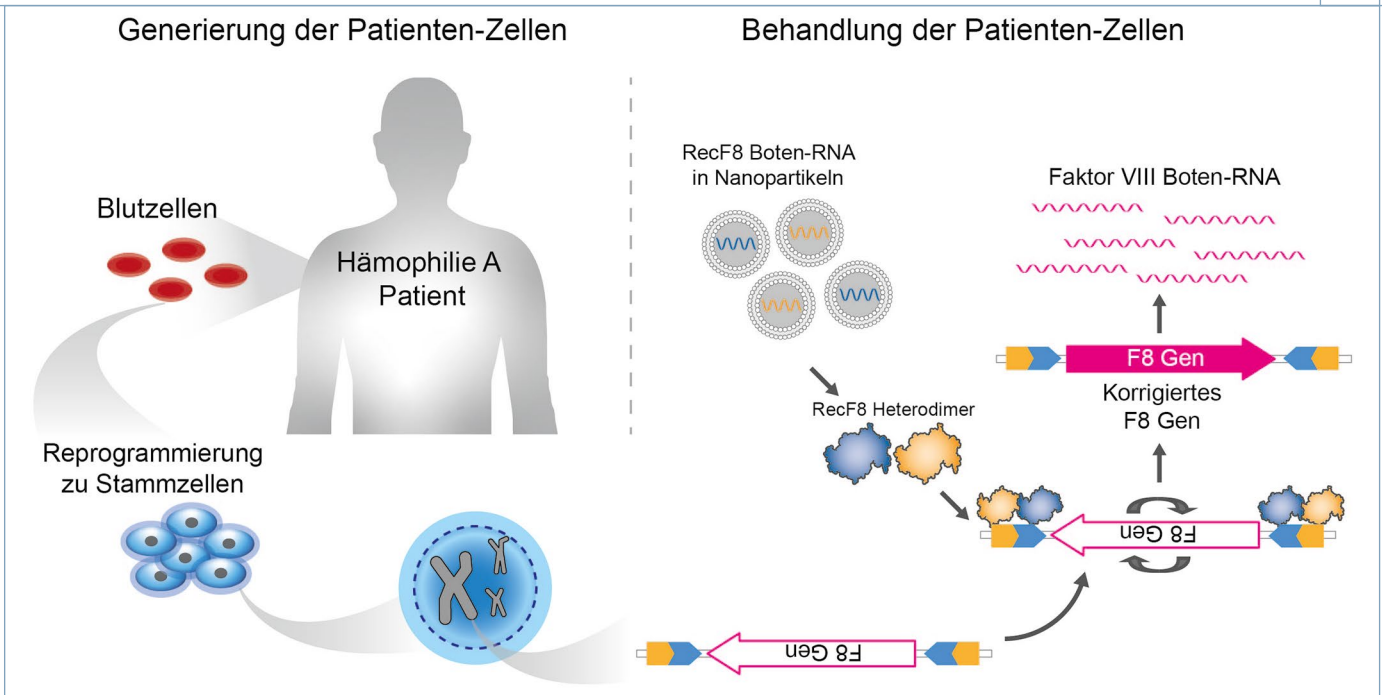 Generierung der Patienten-Zellen
Blutzellen
Hämophilie A
Patient
Reprogrammierung
zu Stammzellen
Behandlung der Patienten-Zellen
RecF8 Boten-RNA
in Nanopartikeln
RecF8 Heterodimer
F8 Gen
F8 Gen
Korrigiertes
F8 Gen
F8 Gen
Faktor VIII Boten-RNA